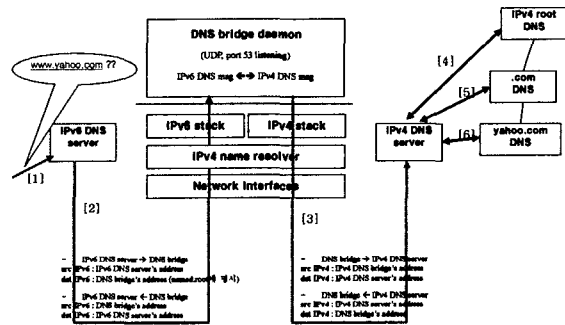 DNS bridge daemon
(UDP, port 53 listening)
IPv6 DNS msg ↔ IPv4 DNS msg
www.yahoo.com ??
IPv6 DNS
server
[1]
[2]
IPv6 stack
IPv4 stack
IPv4 name resolver
Network Interfaces
[3]
IPv4 DNS
server
[4]
IPv4 root
DNS
[5]
.com
DNS
[6]
yahoo.com
DNS
- IPv6 DNS server → DNS bridge
src IPv6 : IPv6 DNS server's address
dst IPv6 : DNS bridge's address (named.root
- IPv6 DNS server ← DNS bridge
src IPv6 : DNS bridge's address
dst IPv6 : IPv6 DNS server's address
- DNS bridge → IPv4 DNS server
src IPv4 : DNS bridge's address
dst IPv4 : IPv4 DNS server's address
- DNS bridge ← IPv4 DNS server
src IPv4 : IPv4 DNS server's address
dst IPv4 : DNS bridge's address